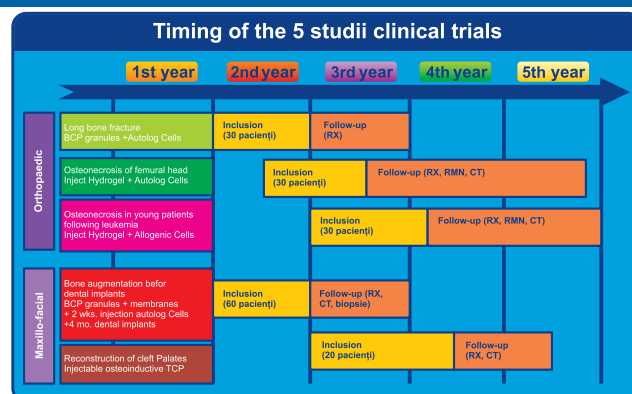 Timing of the 5 studii clinical trials
1st year
2nd year
3rd year
4th year
5th year
Orthopaedic
Long bone fracture
BCP granules +Autolog Cells
Inclusion
(30 pacienți)
Follow-up
(RX)
Osteonecrosis of femural head
Inject Hydrogel + Autolog Cells
Inclusion
(30 pacienți)
Follow-up (RX, RMN, CT)
Osteonecrosis in young patients
following leukemia
Inject Hydrogel + Allogenic Cells
Inclusion
(30 pacienți)
Follow-up (RX, RMN, CT)
Maxillo-facial
Bone augmentation befor
dental implants
BCP granules + membranes
+ 2 wks. injection autolog Cells
+4 mo. dental implants
Inclusion
(60 pacienți)
Follow-up (RX,
CT, biopsie)
Reconstruction of cleft Palates
Injectable osteoinductive TCP
Inclusion
(20 pacienți)
Follow-up
(RX, CT)